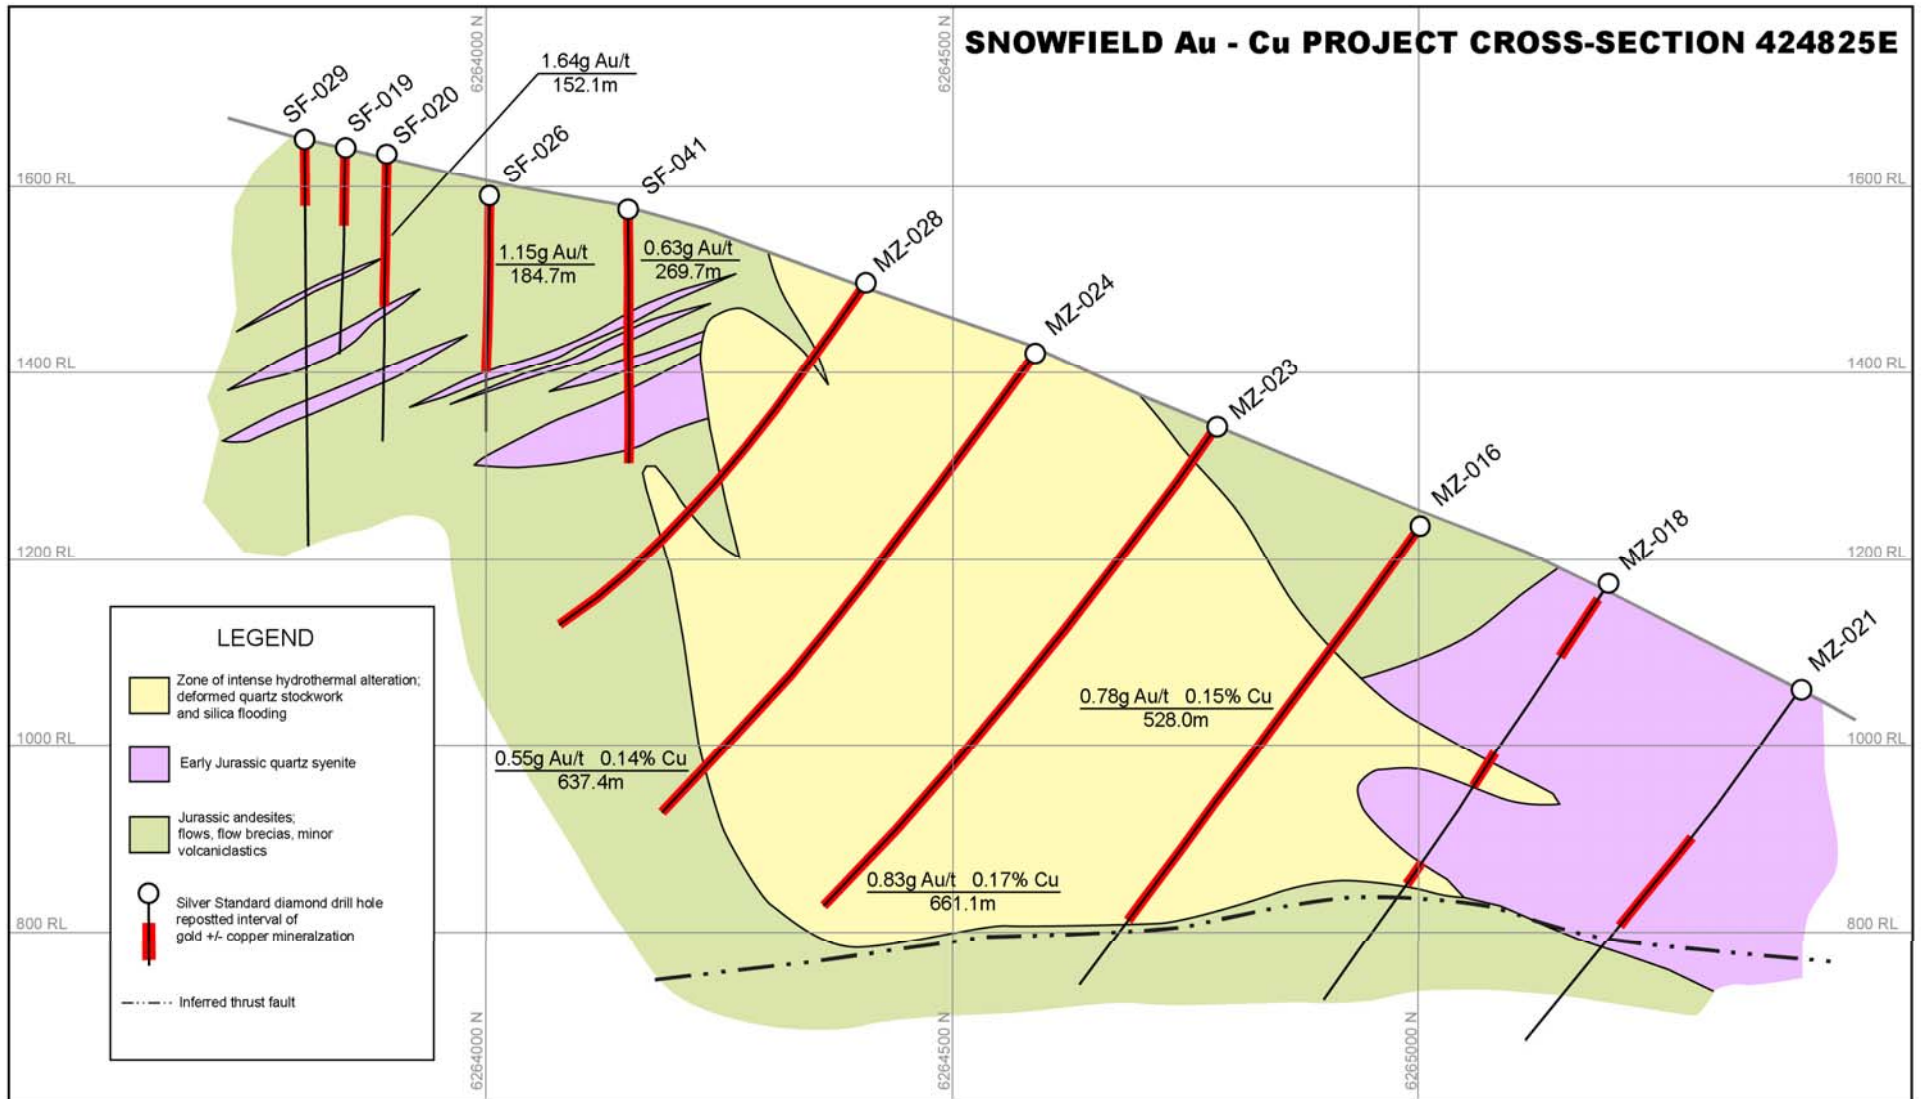 SNOWFIELD Au - Cu PROJECT CROSS-SECTION 424825E
6264000 N
6264500 N
1.64g Au/t
152.1m
SF-029
SF-019
SF-020
SF-026
SF-041
MZ-028
MZ-024
MZ-023
MZ-016
MZ-018
MZ-021
1600 RL
1600 RL
1.15g Au/t
184.7m
0.63g Au/t
269.7m
1400 RL
1400 RL
1200 RL
1200 RL
0.78g Au/t 0.15% Cu
528.0m
1000 RL
1000 RL
0.55g Au/t 0.14% Cu
637.4m
0.83g Au/t 0.17% Cu
661.1m
800 RL
800 RL
LEGEND
Zone of intense hydrothermal alteration;
deformed quartz stockwork
and silica flooding
Early Jurassic quartz syenite
Jurassic andesites;
flows, flow brecias, minor
volcaniclastics
Silver Standard diamond drill hole
repostted interval of
gold +/- copper mineralzation
Inferred thrust fault
6264000 N
6264500 N
6265000 N